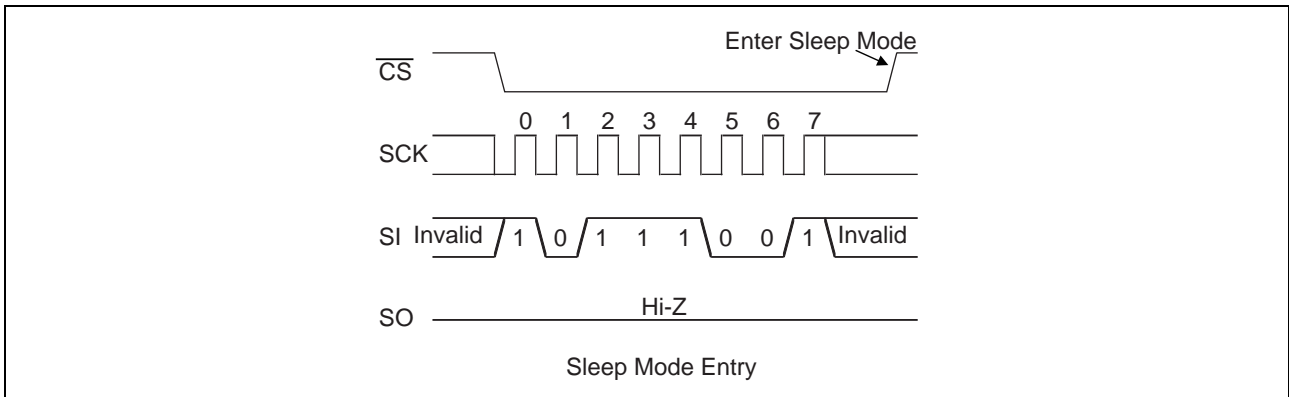 Enter Sleep Mode
CS
0 1 2 3 4 5 6 7
SCK
SI Invalid 1 0 1 1 1 0 0 1 Invalid
Hi-Z
SO
Sleep Mode Entry